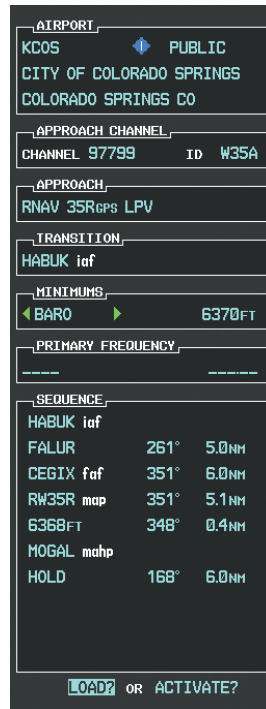 AIRPORT
KCOS PUBLIC
CITY OF COLORADO SPRINGS
COLORADO SPRINGS CO
APPROACH CHANNEL
CHANNEL 97799 ID W35A
APPROACH
RNAV 35RGPS LPV
TRANSITION
HABUK iaf
MINIMUMS
BARO 6370FT
PRIMARY FREQUENCY
____ ___.__
SEQUENCE
HABUK iaf
FALUR 261° 5.0NM
CEGIX faf 351° 6.0NM
RW35R map 351° 5.1NM
6368FT 348° 0.4NM
MOGAL mahp
HOLD 168° 6.0NM
LOAD? OR ACTIVATE?